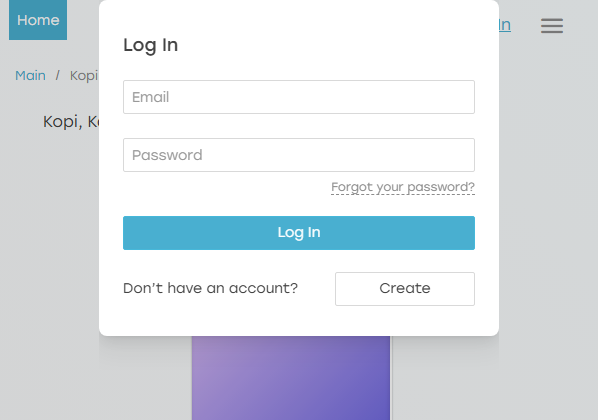 Home
In
Main / Kopi
Kopi,
Log In
Email
Password
Forgot your password?
Log In
Don’t have an account?
Create